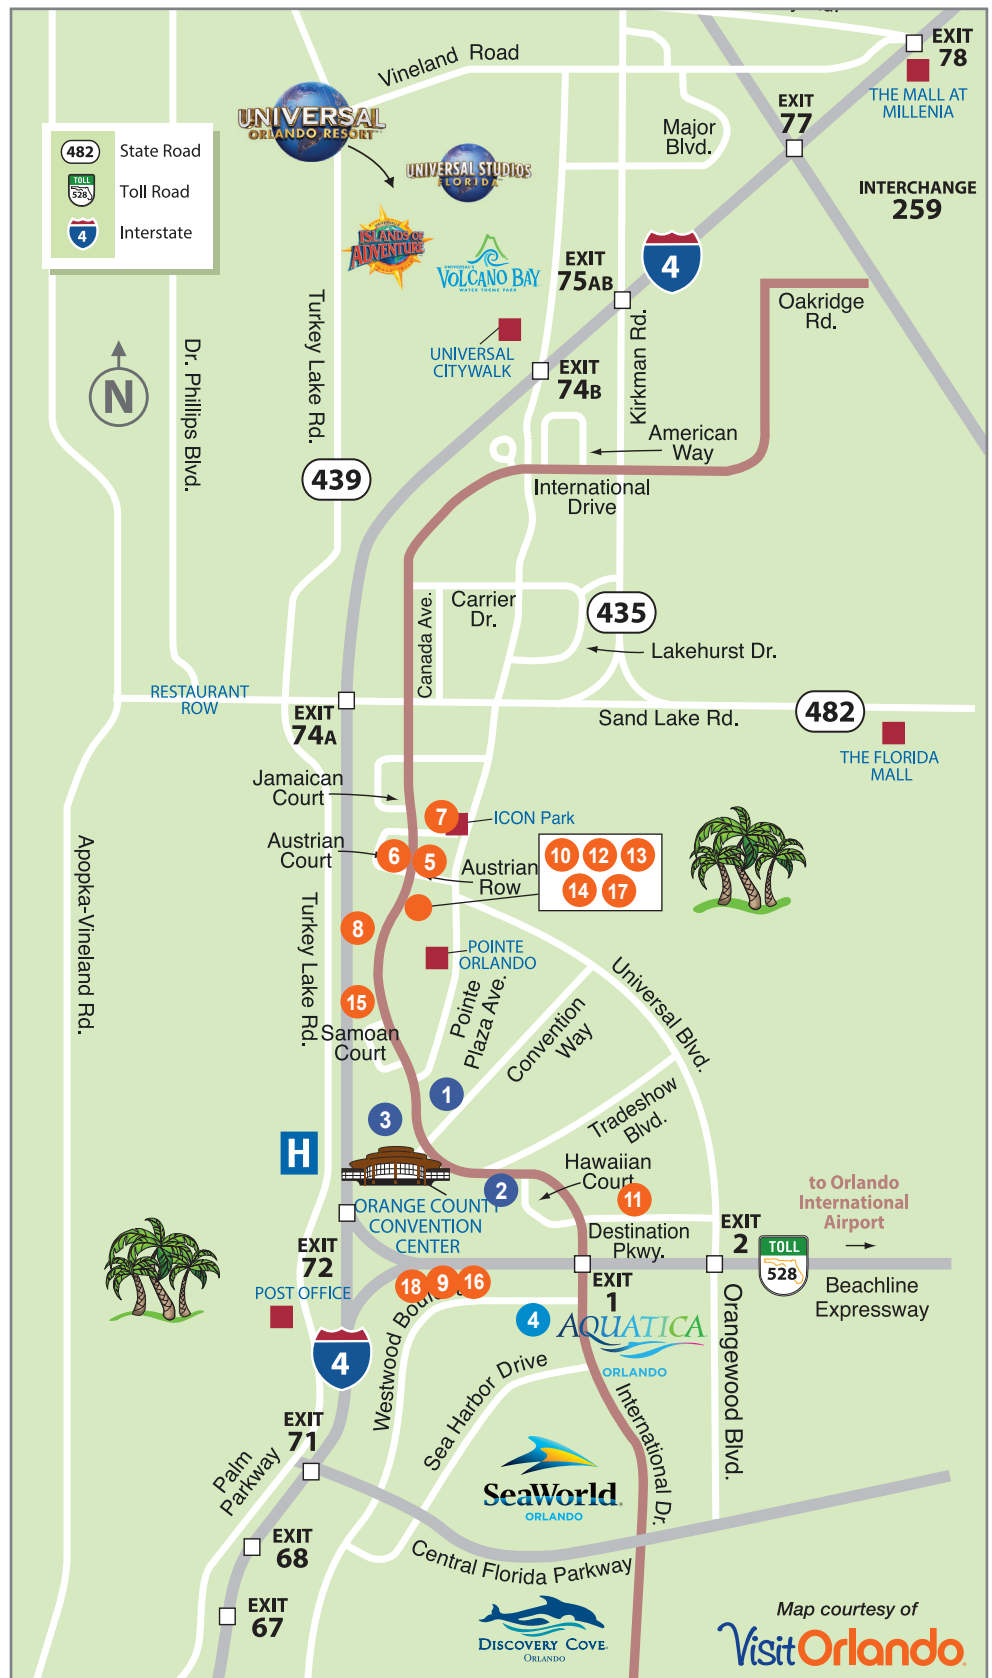 EXIT
78
THE MALL AT
MILLENIA
Vineland Road
EXIT
77
Major
Blvd.
UNIVERSAL
ORLANDO RESORT
UNIVERSAL STUDIOS
FLORIDA
482 State Road
TOLL
528
Toll Road
4 Interstate
INTERCHANGE
259
ISLANDS OF
ADVENTURE
UNIVERSAL'S
VOLCANO BAY
WATER THEME PARK
EXIT
75AB
4
Oakridge
Rd.
Turkey Lake Rd.
Dr. Phillips Blvd.
Kirkman Rd.
UNIVERSAL
CITYWALK
EXIT
74B
N
American
Way
439
International
Drive
Canada Ave.
Carrier
Dr.
435
Lakehurst Dr.
RESTAURANT
ROW
EXIT
74A
Sand Lake Rd.
482
THE FLORIDA
MALL
Jamaican
Court
7
ICON Park
Austrian
Court
6
5
Austrian
Row
10 12 13
14 17
Apopka-Vineland Rd.
Turkey Lake Rd.
8
POINTE
ORLANDO
Universal Blvd.
15
Samoan
Court
Pointe
Plaza Ave.
Convention
Way
1
3
Tradeshow
Blvd.
H
Hawaiian
Court
2
11
ORANGE COUNTY
CONVENTION
CENTER
to Orlando
International
Airport
Destination
Pkwy.
EXIT
2
TOLL
528
EXIT
72
POST OFFICE
18 9 16
EXIT
1
Beachline
Expressway
Westwood
4
AQUATICA
ORLANDO
4
Sea Harbor Drive
International Dr.
Orangewood Blvd.
EXIT
71
Palm
Parkway
SeaWorld
ORLANDO
EXIT
68
Central Florida Parkway
EXIT
67
DISCOVERY COVE
ORLANDO
Map courtesy of
VisitOrlando